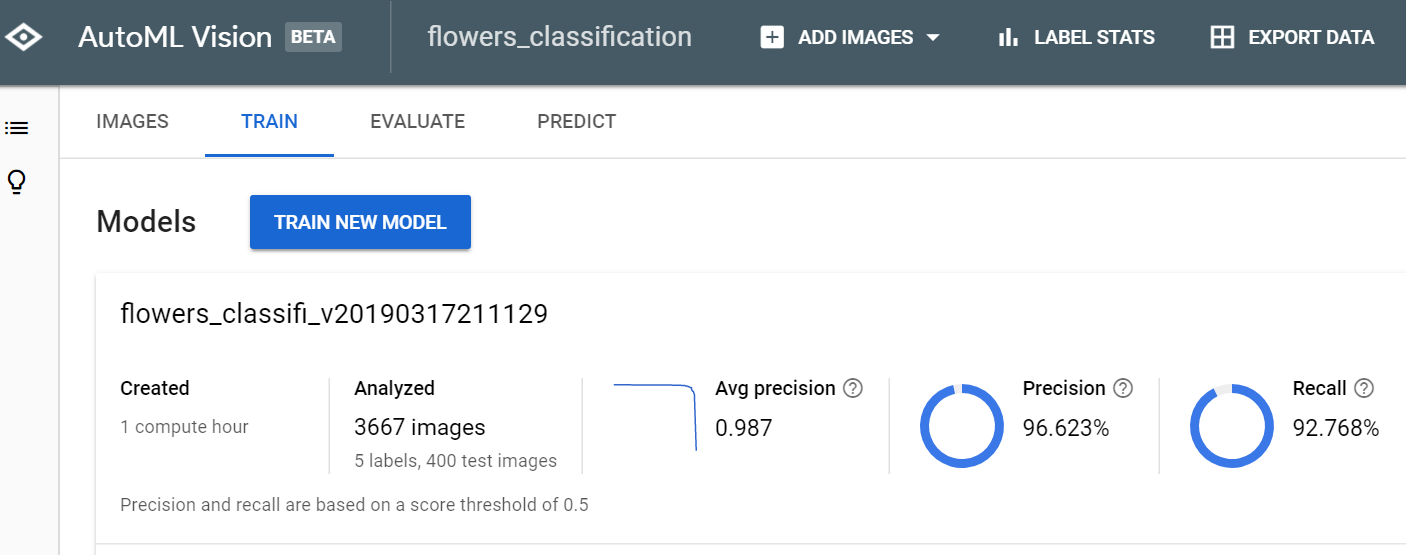 AutoML Vision BETA flowers_classification ADD IMAGES LABEL STATS EXPORT DATA
IMAGES TRAIN EVALUATE PREDICT
Models TRAIN NEW MODEL
flowers_classifi_v20190317211129
Created Analyzed Avg precision Precision Recall
1 compute hour 3667 images 0.987 96.623% 92.768%
5 labels, 400 test images
Precision and recall are based on a score threshold of 0.5